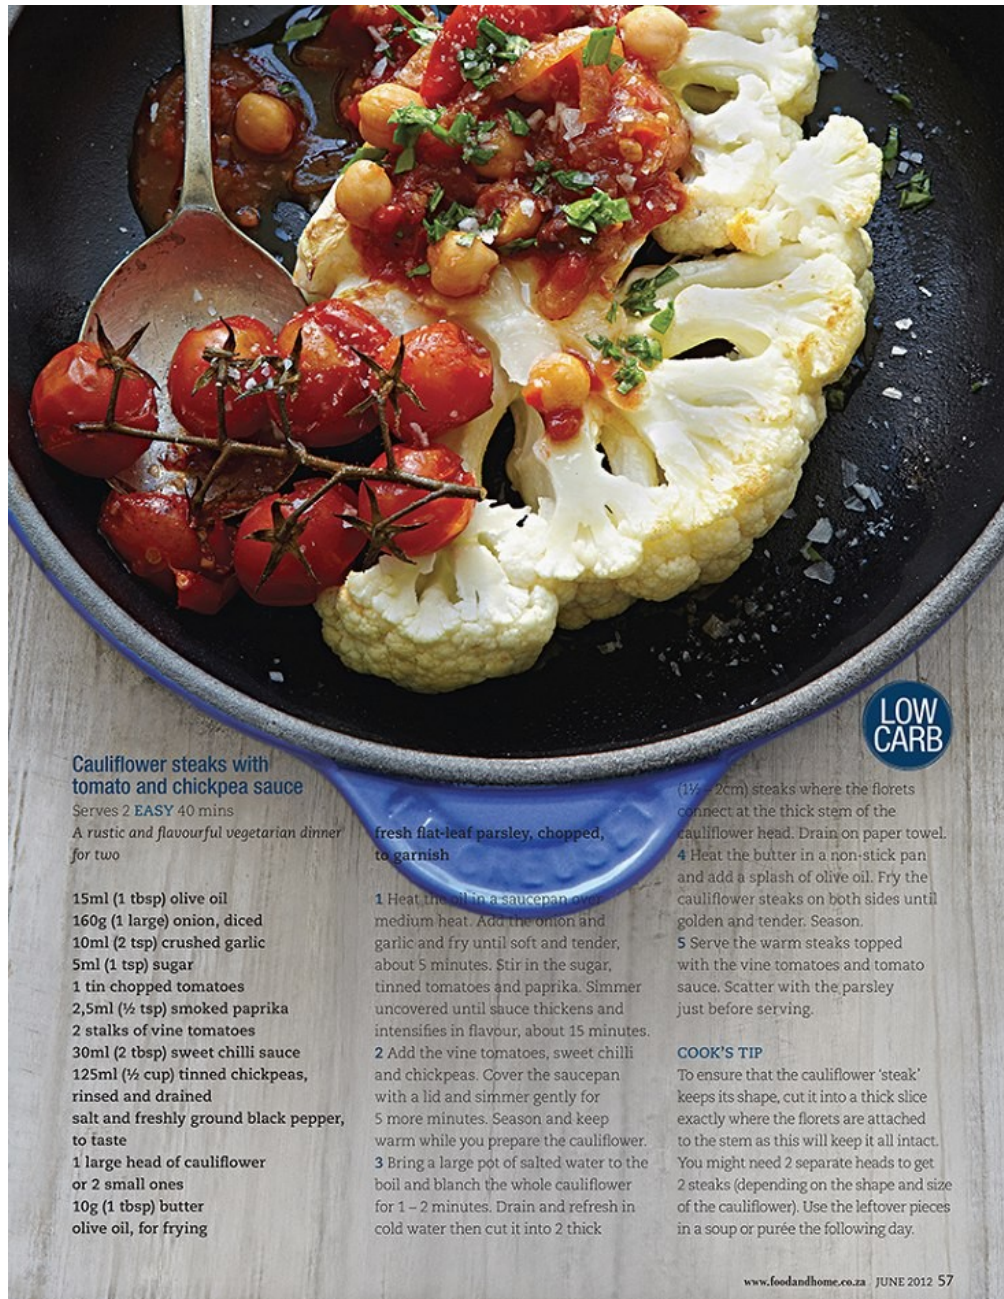 LOW
CARB
Cauliflower steaks with
tomato and chickpea sauce
Serves 2 EASY 40 mins
A rustic and flavourful vegetarian dinner
for two
15ml (1 tbsp) olive oil
160g (1 large) onion, diced
10ml (2 tsp) crushed garlic
5ml (1 tsp) sugar
1 tin chopped tomatoes
2,5ml (½ tsp) smoked paprika
2 stalks of vine tomatoes
30ml (2 tbsp) sweet chilli sauce
125ml (½ cup) tinned chickpeas,
rinsed and drained
salt and freshly ground black pepper,
to taste
1 large head of cauliflower
or 2 small ones
10g (1 tbsp) butter
olive oil, for frying
fresh flat-leaf parsley, chopped,
to garnish
1 Heat the oil in a saucepan over
medium heat. Add the onion and
garlic and fry until soft and tender,
about 5 minutes. Stir in the sugar,
tinned tomatoes and paprika. Simmer
uncovered until sauce thickens and
intensifies in flavour, about 15 minutes.
2 Add the vine tomatoes, sweet chilli
and chickpeas. Cover the saucepan
with a lid and simmer gently for
5 more minutes. Season and keep
warm while you prepare the cauliflower.
3 Bring a large pot of salted water to the
boil and blanch the whole cauliflower
for 1 – 2 minutes. Drain and refresh in
cold water then cut it into 2 thick
(1½ – 2cm) steaks where the florets
connect at the thick stem of the
cauliflower head. Drain on paper towel.
4 Heat the butter in a non-stick pan
and add a splash of olive oil. Fry the
cauliflower steaks on both sides until
golden and tender. Season.
5 Serve the warm steaks topped
with the vine tomatoes and tomato
sauce. Scatter with the parsley
just before serving.
COOK'S TIP
To ensure that the cauliflower 'steak'
keeps its shape, cut it into a thick slice
exactly where the florets are attached
to the stem as this will keep it all intact.
You might need 2 separate heads to get
2 steaks (depending on the shape and size
of the cauliflower). Use the leftover pieces
in a soup or purée the following day.
www.foodandhome.co.za JUNE 2012 57